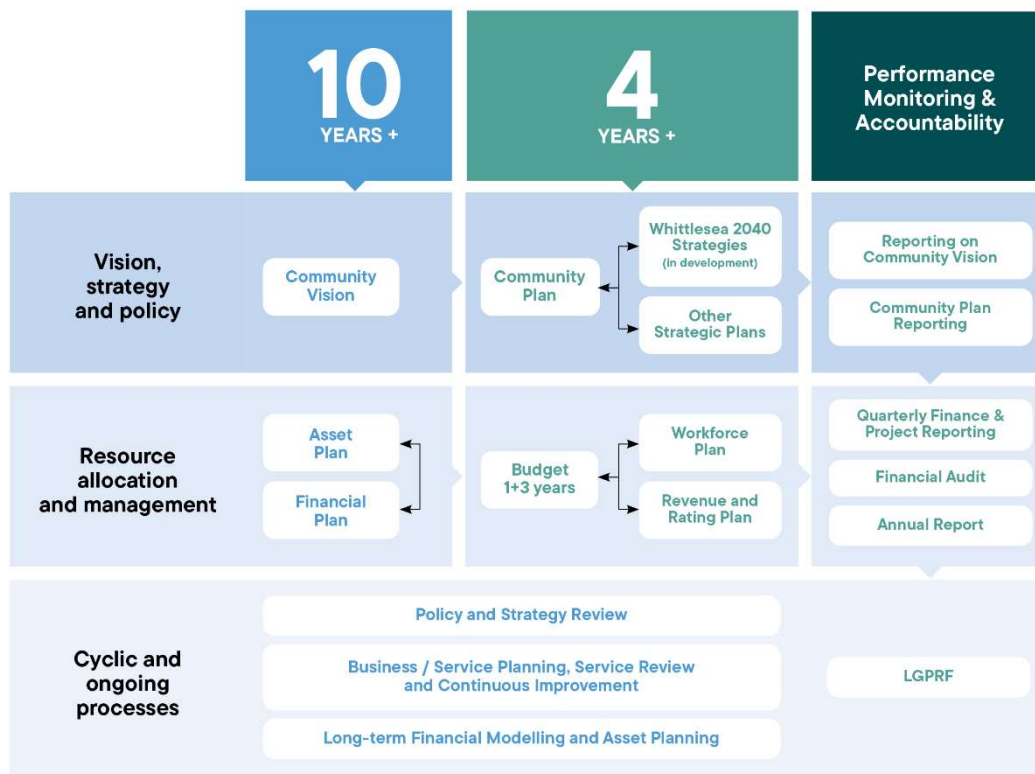 10
YEARS +
4
YEARS +
Performance
Monitoring &
Accountability
Vision,
strategy
and policy
Community
Vision
Community
Plan
Whittlesea 2040
Strategies
(in development)
Other
Strategic Plans
Reporting on
Community Vision
Community Plan
Reporting
Resource
allocation
and management
Asset
Plan
Financial
Plan
Budget
1+3 years
Workforce
Plan
Revenue and
Rating Plan
Quarterly Finance &
Project Reporting
Financial Audit
Annual Report
Cyclic and
ongoing
processes
Policy and Strategy Review
Business / Service Planning, Service Review
and Continuous Improvement
Long-term Financial Modelling and Asset Planning
LGPRF